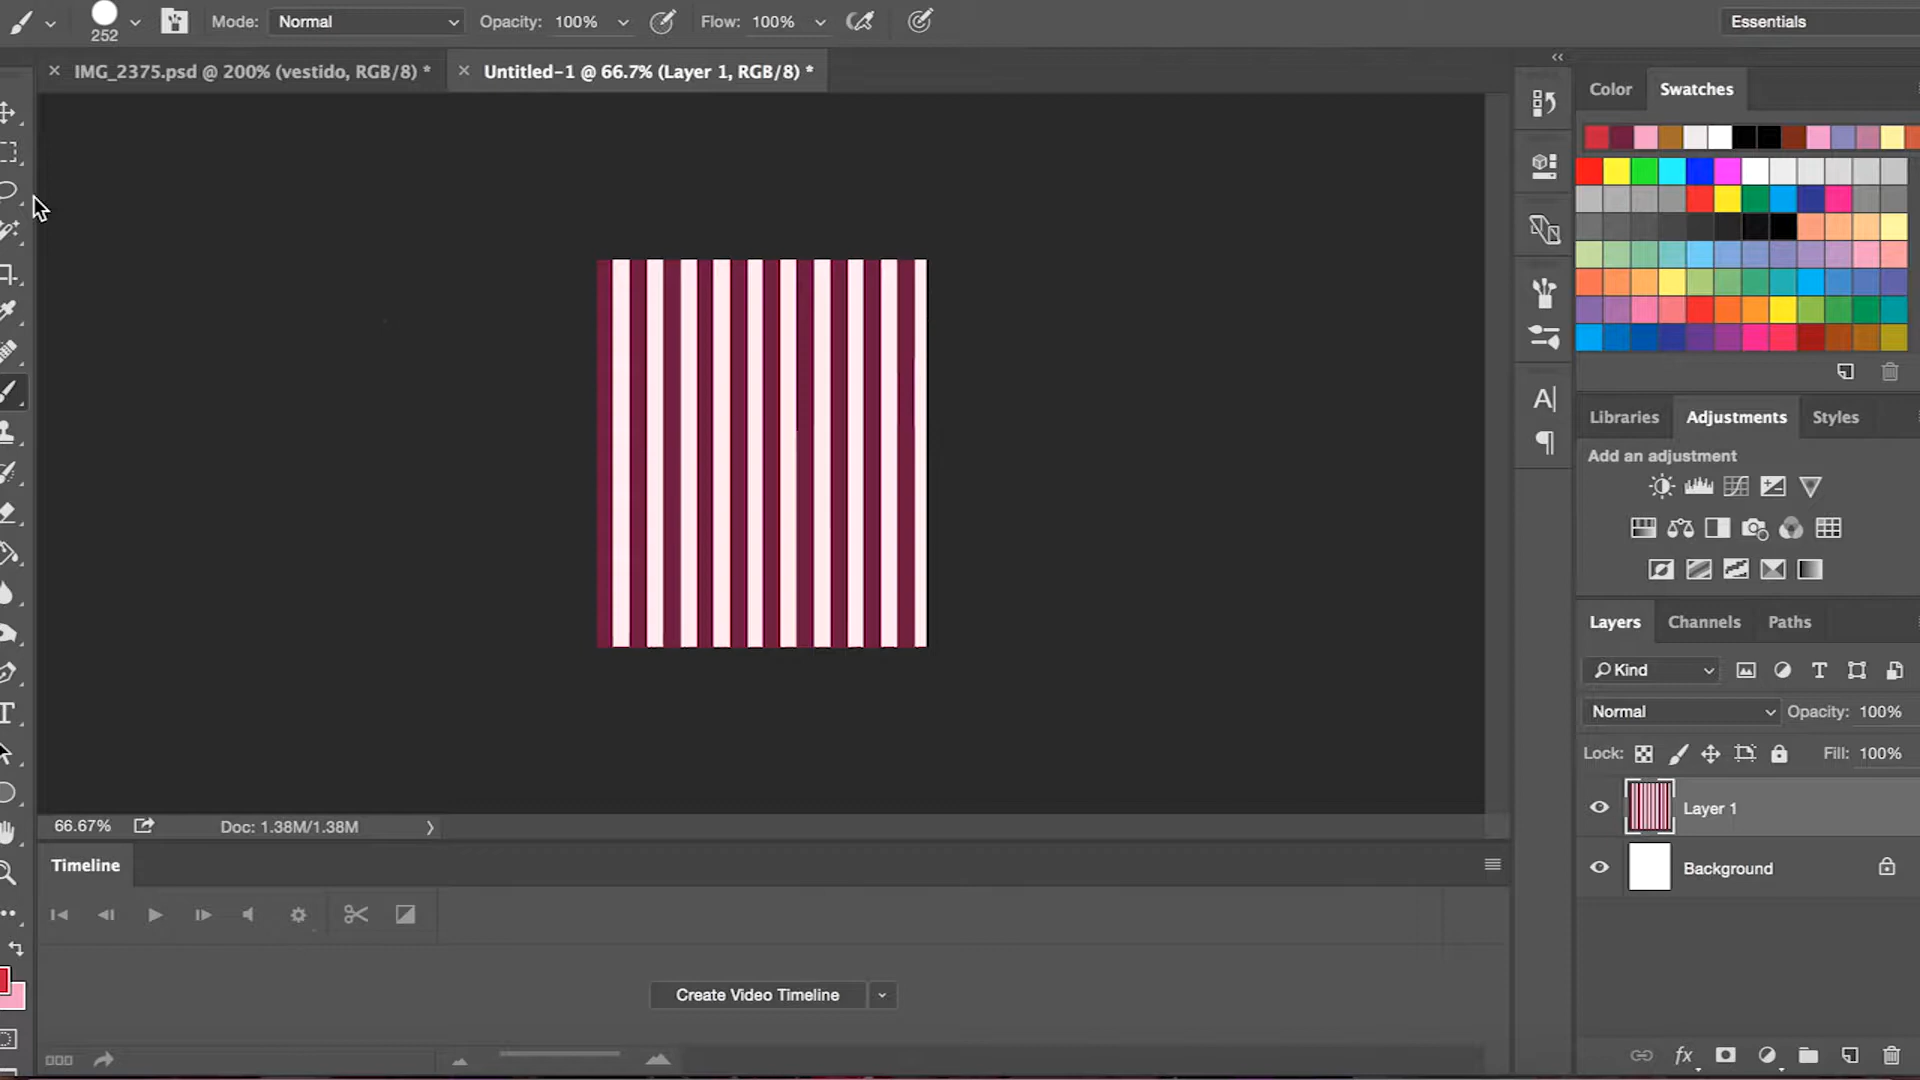 252 Mode: Normal Opacity: 100% Flow: 100% Essentials
IMG_2375.psd @ 200% (vestido, RGB/8) * Untitled-1 @ 66.7% (Layer 1, RGB/8) *
Color Swatches
Libraries Adjustments Styles
Add an adjustment
Layers Channels Paths
Kind
Normal Opacity: 100%
Lock: Fill: 100%
Layer 1
Background
66.67% Doc: 1.38M/1.38M
Timeline
Create Video Timeline